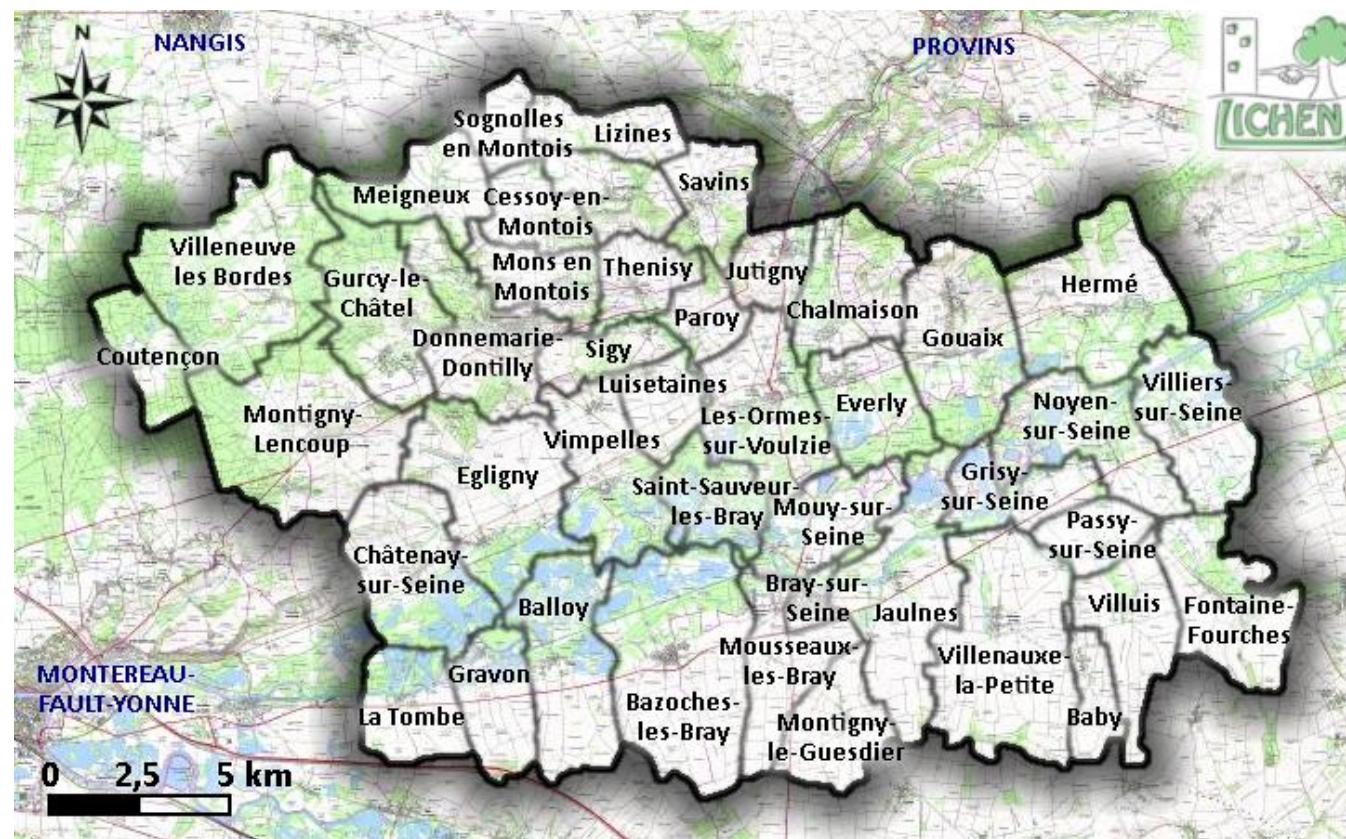 N
NANGIS
PROVINS
LICHEN
Sognolles
en Montois
Lizines
Savins
Meigneux
Cessoy-en-
Montois
Villeneuve
les Bordes
Gurcy-le-
Châtel
Mons en
Montois
Thenisy
Jutigny
Hermé
Chalmaison
Paroy
Gouaix
Coutençon
Donnemarie-
Dontilly
Sigy
Luisetaines
Villiers-
sur-Seine
Montigny-
Lencoup
Vimpelles
Les-Ormes-
sur-Voulzie
Everly
Noyen-
sur-Seine
Egligny
Saint-Sauveur-
les-Bray
Mouy-sur-
Seine
Grisy-
sur-Seine
Passy-
sur-Seine
Châtenay-
sur-Seine
Balloy
Bray-sur-
Seine
Jaulnes
Villuis
Fontaine-
Fourches
MONTEREAU-
FAULT-YONNE
Gravon
Mousseaux-
les-Bray
Villenauxe-
la-Petite
La Tombe
Bazoches-
les-Bray
Montigny-
le-Guesdier
Baby
0 2,5 5 km